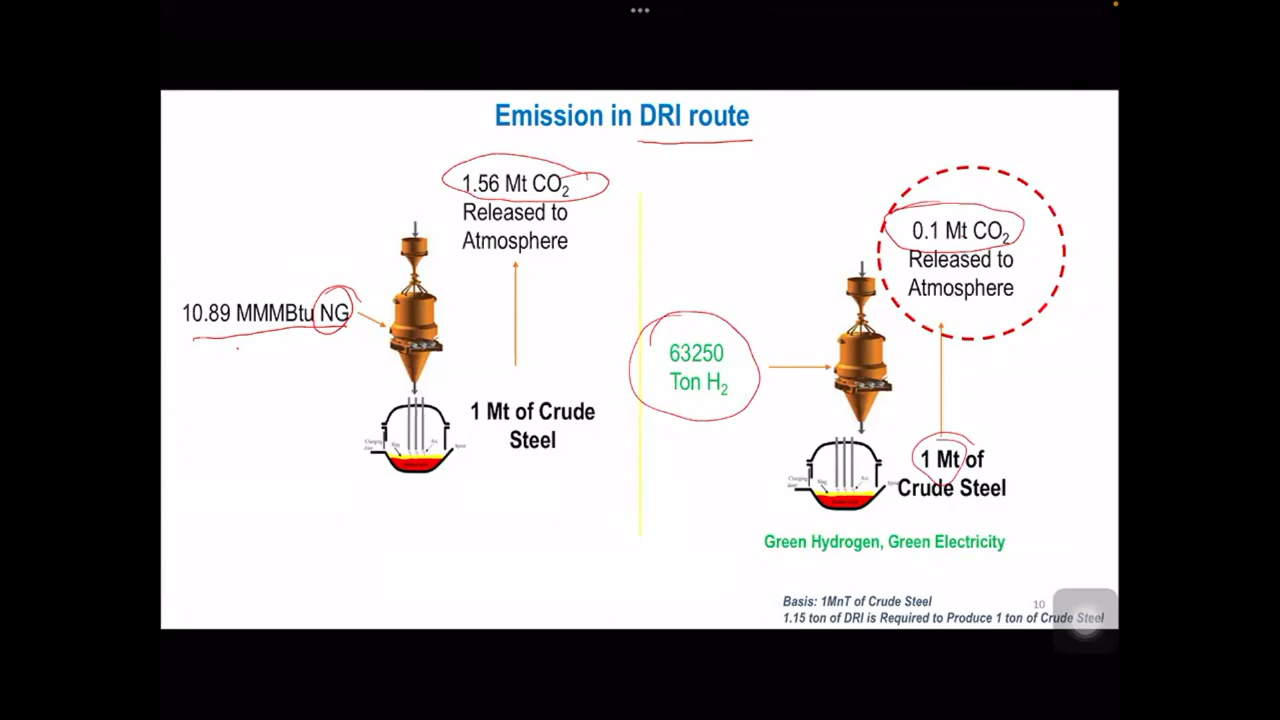 Emission in DRI route
1.56 Mt CO₂
Released to
Atmosphere
10.89 MMMBtu NG
1 Mt of Crude
Steel
63250
Ton H₂
0.1 Mt CO₂
Released to
Atmosphere
1 Mt of
Crude Steel
Green Hydrogen, Green Electricity
Basis: 1MnT of Crude Steel
10
1.15 ton of DRI is Required to Produce 1 ton of Crude Steel